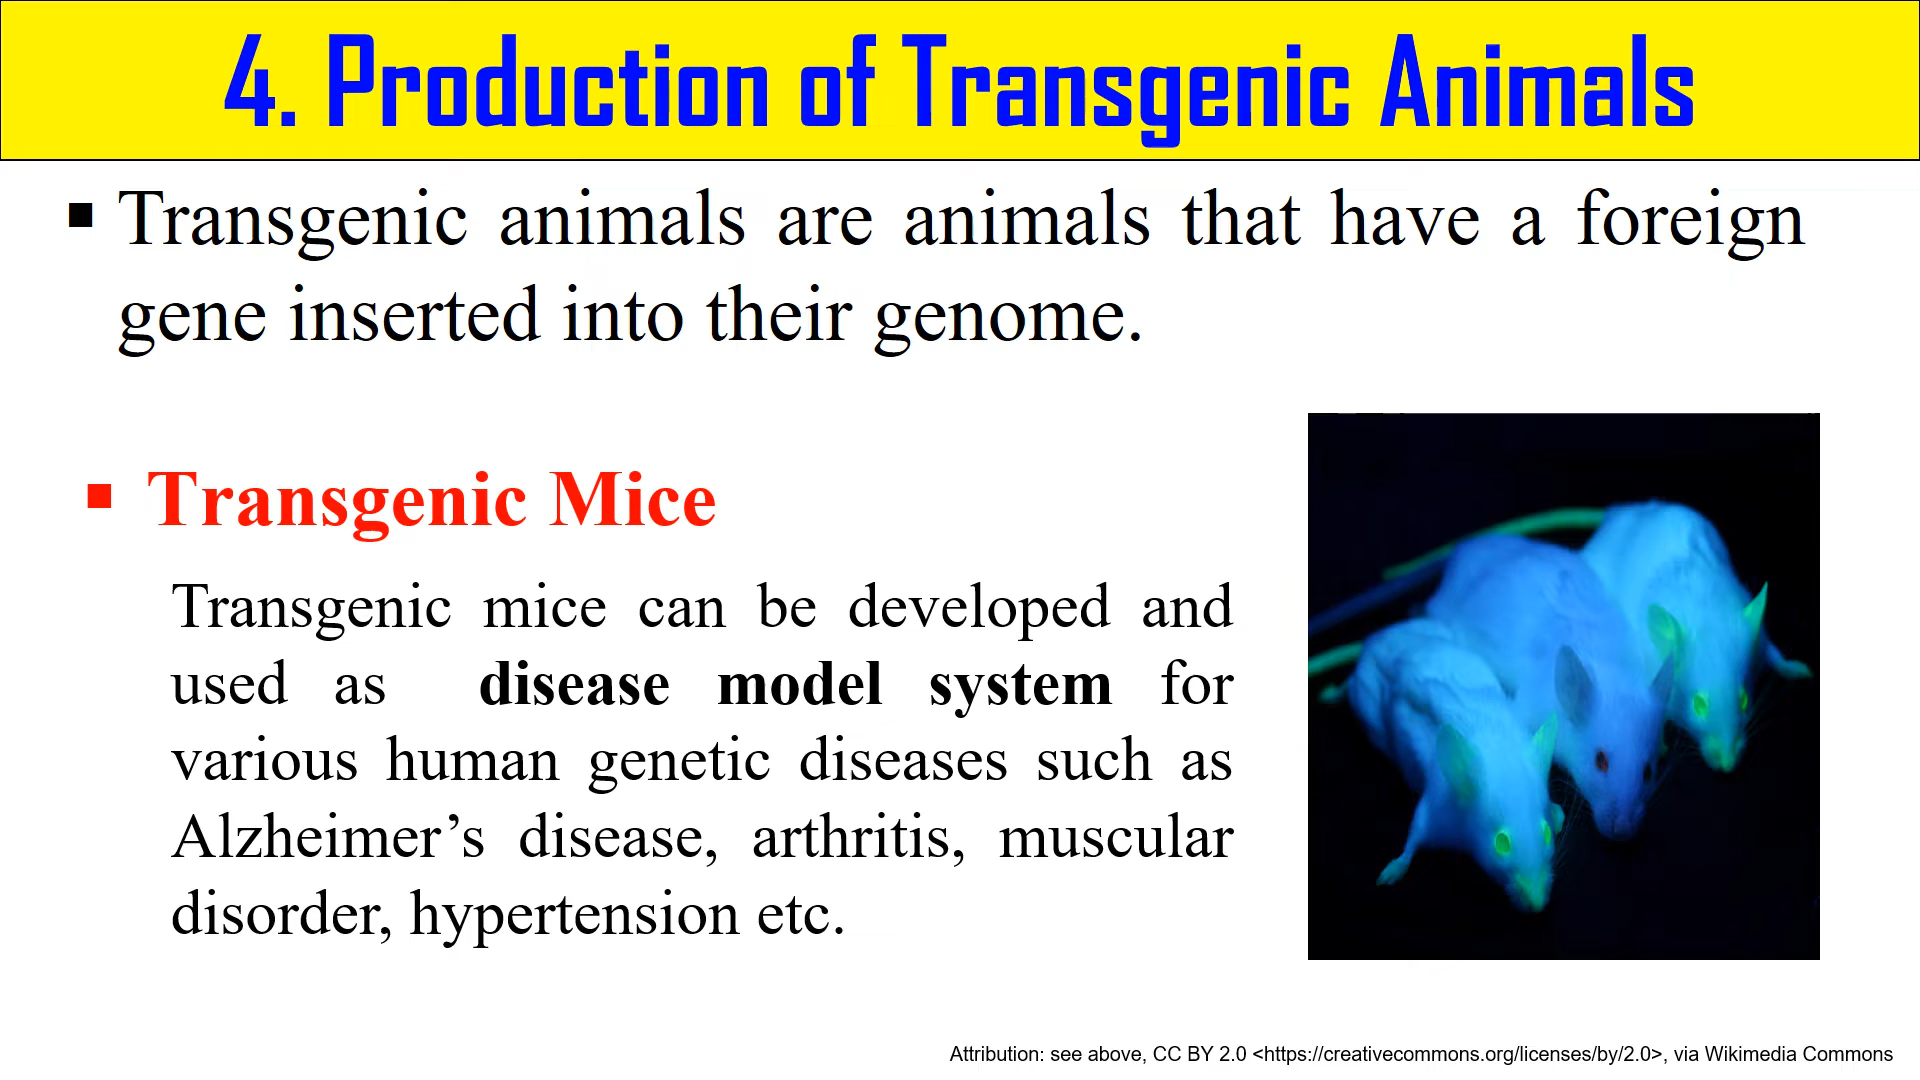 4. Production of Transgenic Animals
▪ Transgenic animals are animals that have a foreign
gene inserted into their genome.
▪ Transgenic Mice
Transgenic mice can be developed and
used as disease model system for
various human genetic diseases such as
Alzheimer’s disease, arthritis, muscular
disorder, hypertension etc.
Attribution: see above, CC BY 2.0 <https://creativecommons.org/licenses/by/2.0>, via Wikimedia Commons